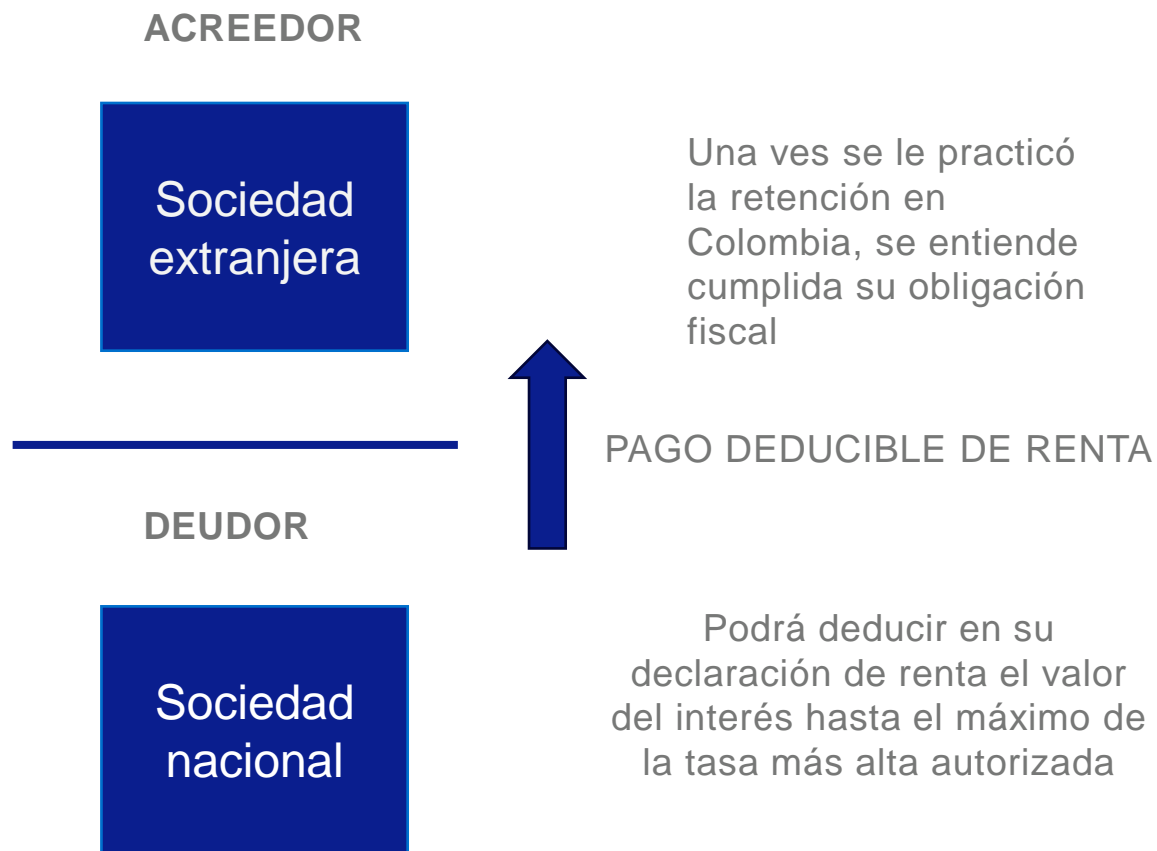 ACREEDOR
Sociedad
extranjera
Una ves se le practicó
la retención en
Colombia, se entiende
cumplida su obligación
fiscal
PAGO DEDUCIBLE DE RENTA
DEUDOR
Sociedad
nacional
Podrá deducir en su
declaración de renta el valor
del interés hasta el máximo de
la tasa más alta autorizada